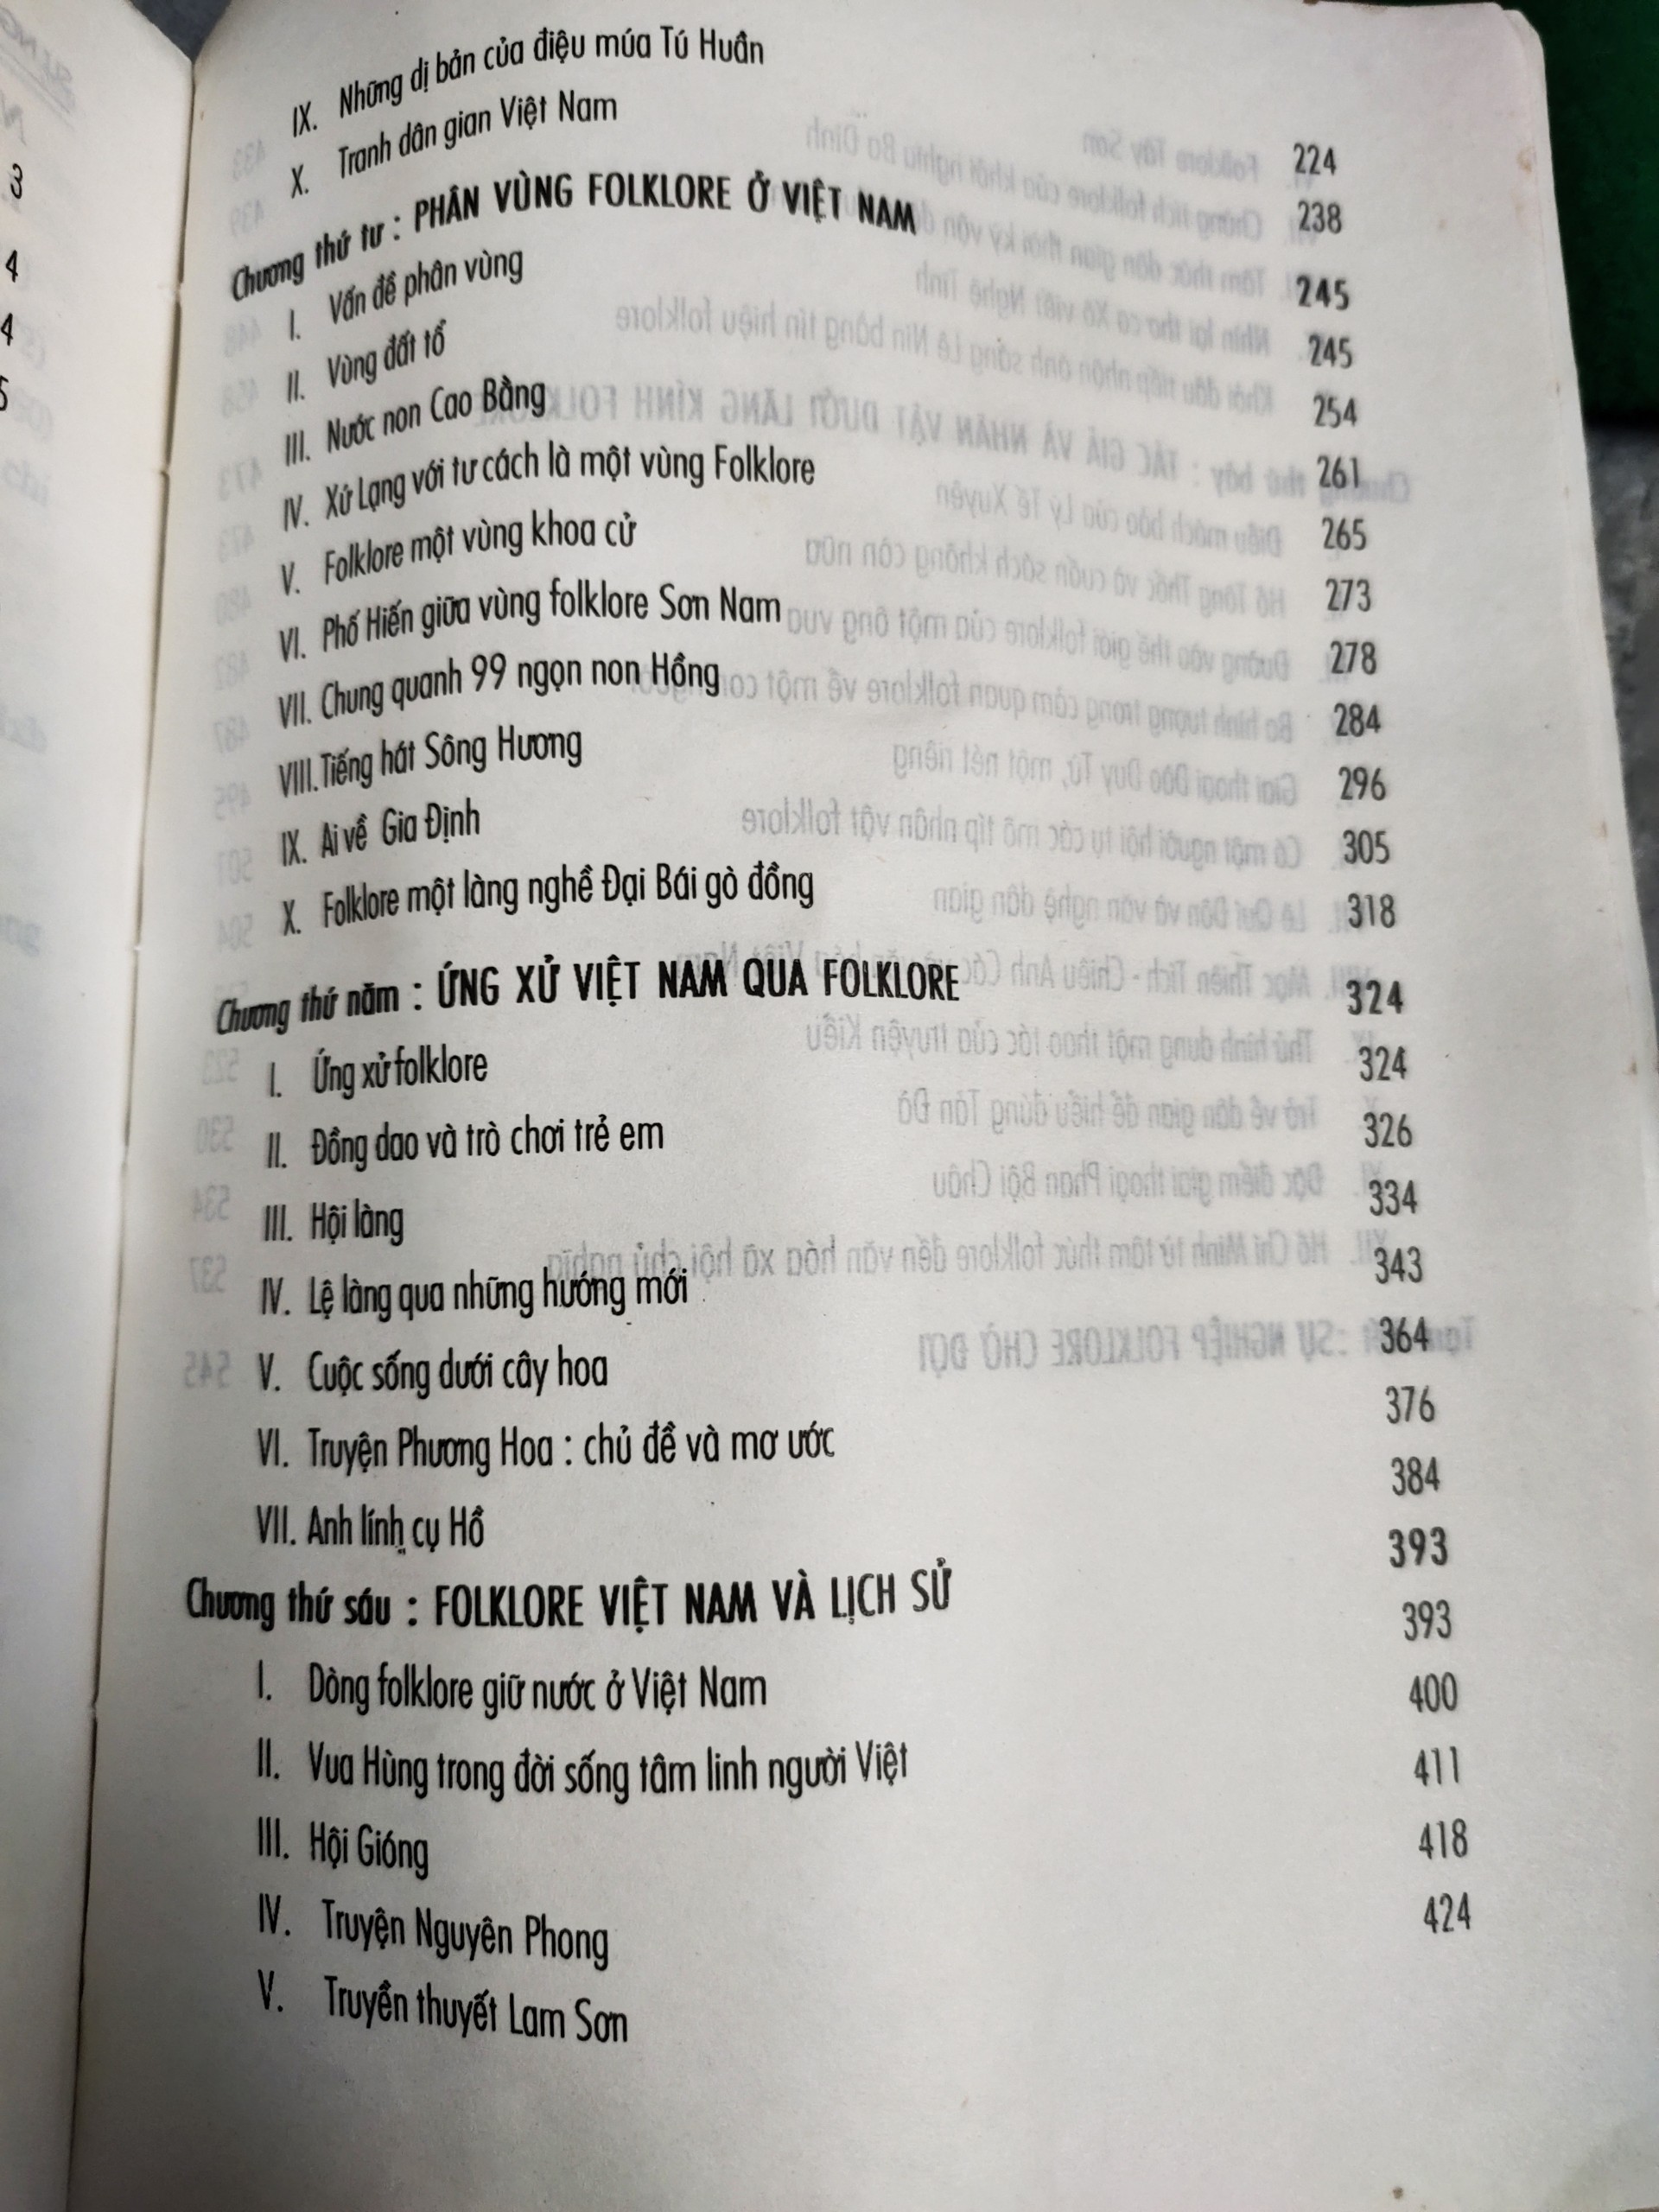 IX. Những dị bản của điệu múa Tú Huần 224
X. Tranh dân gian Việt Nam 238
Chương thứ tư : PHÂN VÙNG FOLKLORE Ở VIỆT NAM 245
I. Vấn đề phân vùng 245
II. Vùng đất tổ 254
III. Nước non Cao Bằng 261
IV. Xứ Lạng với tư cách là một vùng Folklore 265
V. Folklore một vùng khoa cử 273
VI. Phố Hiến giữa vùng folklore Sơn Nam 278
VII. Chung quanh 99 ngọn non Hồng 284
VIII. Tiếng hát Sông Hương 296
IX. Ai về Gia Định 305
X. Folklore một làng nghề Đại Bái gò đồng 318
Chương thứ năm : ỨNG XỬ VIỆT NAM QUA FOLKLORE 324
I. Ứng xử folklore 324
II. Đồng dao và trò chơi trẻ em 326
III. Hội làng 334
IV. Lệ làng qua những hướng mới 343
V. Cuộc sống dưới cây hoa 364
VI. Truyện Phương Hoa : chủ đề và mơ ước 376
VII. Anh lính cụ Hồ 384
Chương thứ sáu : FOLKLORE VIỆT NAM VÀ LỊCH SỬ 393
I. Dòng folklore giữ nước ở Việt Nam 393
II. Vua Hùng trong đời sống tâm linh người Việt 400
III. Hội Gióng 411
IV. Truyện Nguyên Phong 418
V. Truyền thuyết Lam Sơn 424